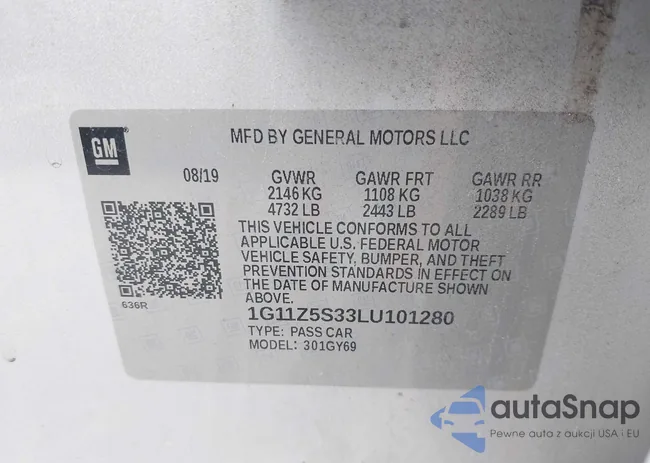 GM
MFD BY GENERAL MOTORS LLC
08/19 GVWR GAWR FRT GAWR RR
2146 KG 1108 KG 1038 KG
4732 LB 2443 LB 2289 LB
THIS VEHICLE CONFORMS TO ALL
APPLICABLE U.S. FEDERAL MOTOR
VEHICLE SAFETY, BUMPER, AND THEFT
PREVENTION STANDARDS IN EFFECT ON
THE DATE OF MANUFACTURE SHOWN
ABOVE.
636R
1G11Z5S33LU101280
TYPE: PASS CAR
MODEL: 301GY69
autaSnap
Pewne auta z aukcji USA i EU